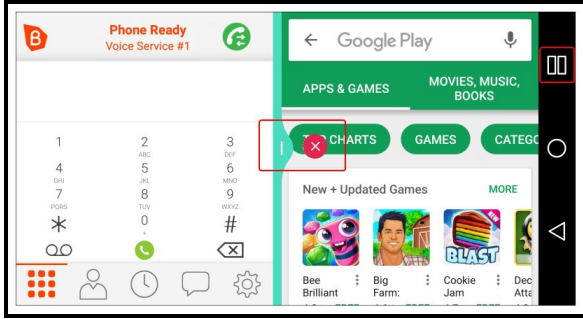 B
Phone Ready
Voice Service #1
1
2
ABC
3
DEF
4
GHI
5
JKL
6
MNO
7
PQRS
8
TUV
9
WXYZ
*
0
+
#
Google Play
APPS & GAMES
MOVIES, MUSIC,
BOOKS
CHARTS
GAMES
CATEGO
New + Updated Games
MORE
NEW
BLAST
Bee
Brilliant
Big
Farm:
Cookie
Jam
Dec
Atta